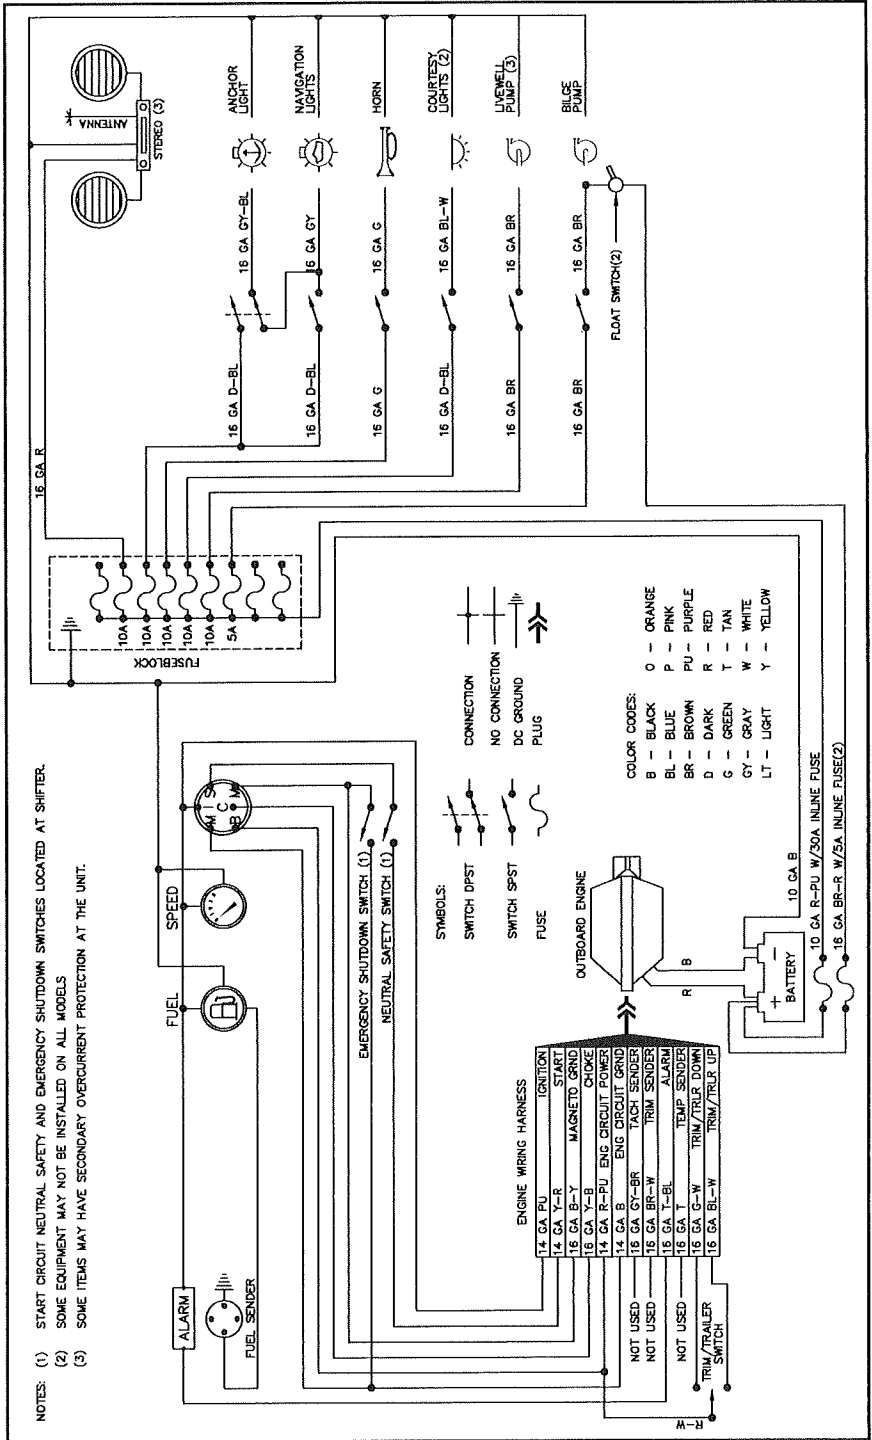 NOTES: (1) START CIRCUIT NEUTRAL SAFETY AND EMERGENCY SHUTDOWN SWITCHES LOCATED AT SHIFTER.
(2) SOME EQUIPMENT MAY NOT BE INSTALLED ON ALL MODELS
(3) SOME ITEMS MAY HAVE SECONDARY OVERCURRENT PROTECTION AT THE UNIT.
ALARM
FUEL SENDER
FUEL
SPEED
M S
C
B M
EMERGENCY SHUTDOWN SWITCH (1)
NEUTRAL SAFETY SWITCH (1)
FUSEBLOCK
10A
10A
10A
10A
10A
5A
16 GA R
ANTENNA
STEREO (3)
16 GA D-BL
16 GA GY-BL
ANCHOR
LIGHT
16 GA D-BL
16 GA GY
NAVIGATION
LIGHTS
16 GA G
16 GA G
HORN
16 GA D-BL
16 GA BL-W
COURTESY
LIGHTS (2)
16 GA BR
16 GA BR
LIVEWELL
PUMP (3)
16 GA BR
16 GA BR
BILGE
PUMP
FLOAT SWITCH(2)
SYMBOLS:
SWITCH DPST
SWITCH SPST
FUSE
CONNECTION
NO CONNECTION
DC GROUND
PLUG
COLOR CODES:
B - BLACK O - ORANGE
BL - BLUE P - PINK
BR - BROWN PU - PURPLE
D - DARK R - RED
G - GREEN T - TAN
GY - GRAY W - WHITE
LT - LIGHT Y - YELLOW
ENGINE WIRING HARNESS
14 GA PU IGNITION
14 GA Y-R START
16 GA B-Y MAGNETO GRND
16 GA Y-B CHOKE
14 GA R-PU ENG CIRCUIT POWER
14 GA B ENG CIRCUIT GRND
NOT USED 16 GA GY-BR TACH SENDER
NOT USED 16 GA BR-W TRIM SENDER
16 GA T-BL ALARM
NOT USED 16 GA T TEMP SENDER
16 GA G-W TRIM/TRLR DOWN
16 GA BL-W TRIM/TRLR UP
TRIM/TRAILER
SWITCH
R-W
OUTBOARD ENGINE
R
B
+ -
BATTERY
10 GA B
10 GA R-PU W/30A INLINE FUSE
16 GA BR-R W/5A INLINE FUSE(2)